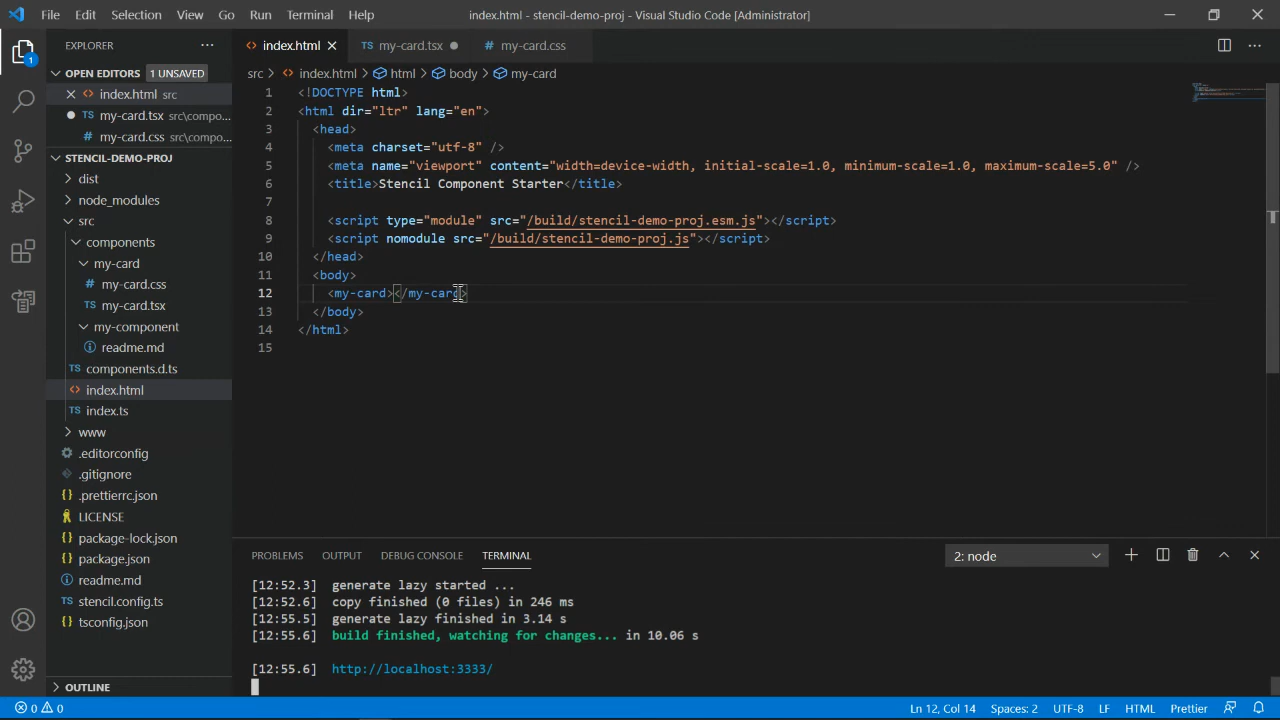 File Edit Selection View Go Run Terminal Help index.html - stencil-demo-proj - Visual Studio Code [Administrator]
EXPLORER
index.html
my-card.tsx
my-card.css
1
OPEN EDITORS 1 UNSAVED
index.html src
TS my-card.tsx src\compo...
# my-card.css src\compo...
STENCIL-DEMO-PROJ
dist
node_modules
src
components
my-card
# my-card.css
TS my-card.tsx
my-component
readme.md
TS components.d.ts
<> index.html
TS index.ts
www
.editorconfig
.gitignore
{} .prettierrc.json
LICENSE
{} package-lock.json
{} package.json
readme.md
TS stencil.config.ts
tsconfig.json
OUTLINE
src > <> index.html > html > body > my-card
1 <!DOCTYPE html>
2 <html dir="ltr" lang="en">
3 <head>
4 <meta charset="utf-8" />
5 <meta name="viewport" content="width=device-width, initial-scale=1.0, minimum-scale=1.0, maximum-scale=5.0" />
6 <title>Stencil Component Starter</title>
7
8 <script type="module" src="/build/stencil-demo-proj.esm.js"></script>
9 <script nomodule src="/build/stencil-demo-proj.js"></script>
10 </head>
11 <body>
12 <my-card></my-card>
13 </body>
14 </html>
15
PROBLEMS OUTPUT DEBUG CONSOLE TERMINAL 2: node
[12:52.3] generate lazy started ...
[12:52.6] copy finished (0 files) in 246 ms
[12:55.5] generate lazy finished in 3.14 s
[12:55.6] build finished, watching for changes... in 10.06 s
[12:55.6] http://localhost:3333/
0 0 Ln 12, Col 14 Spaces: 2 UTF-8 LF HTML Prettier